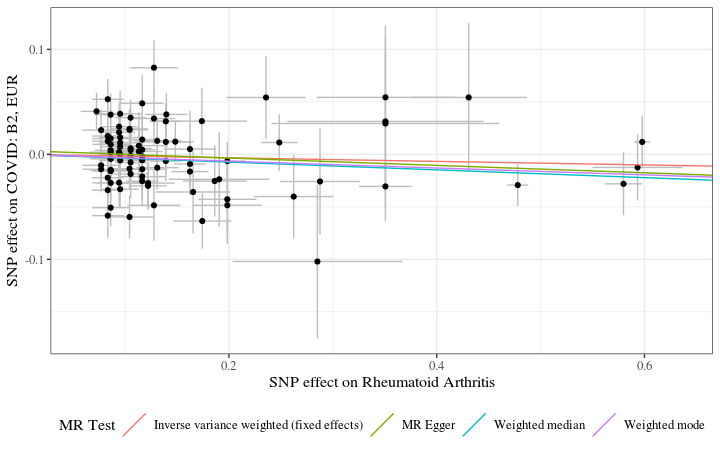 0.1
0.0
-0.1
SNP effect on COVID: B2, EUR
0.2
0.4
0.6
SNP effect on Rheumatoid Arthritis
MR Test
Inverse variance weighted (fixed effects)
MR Egger
Weighted median
Weighted mode